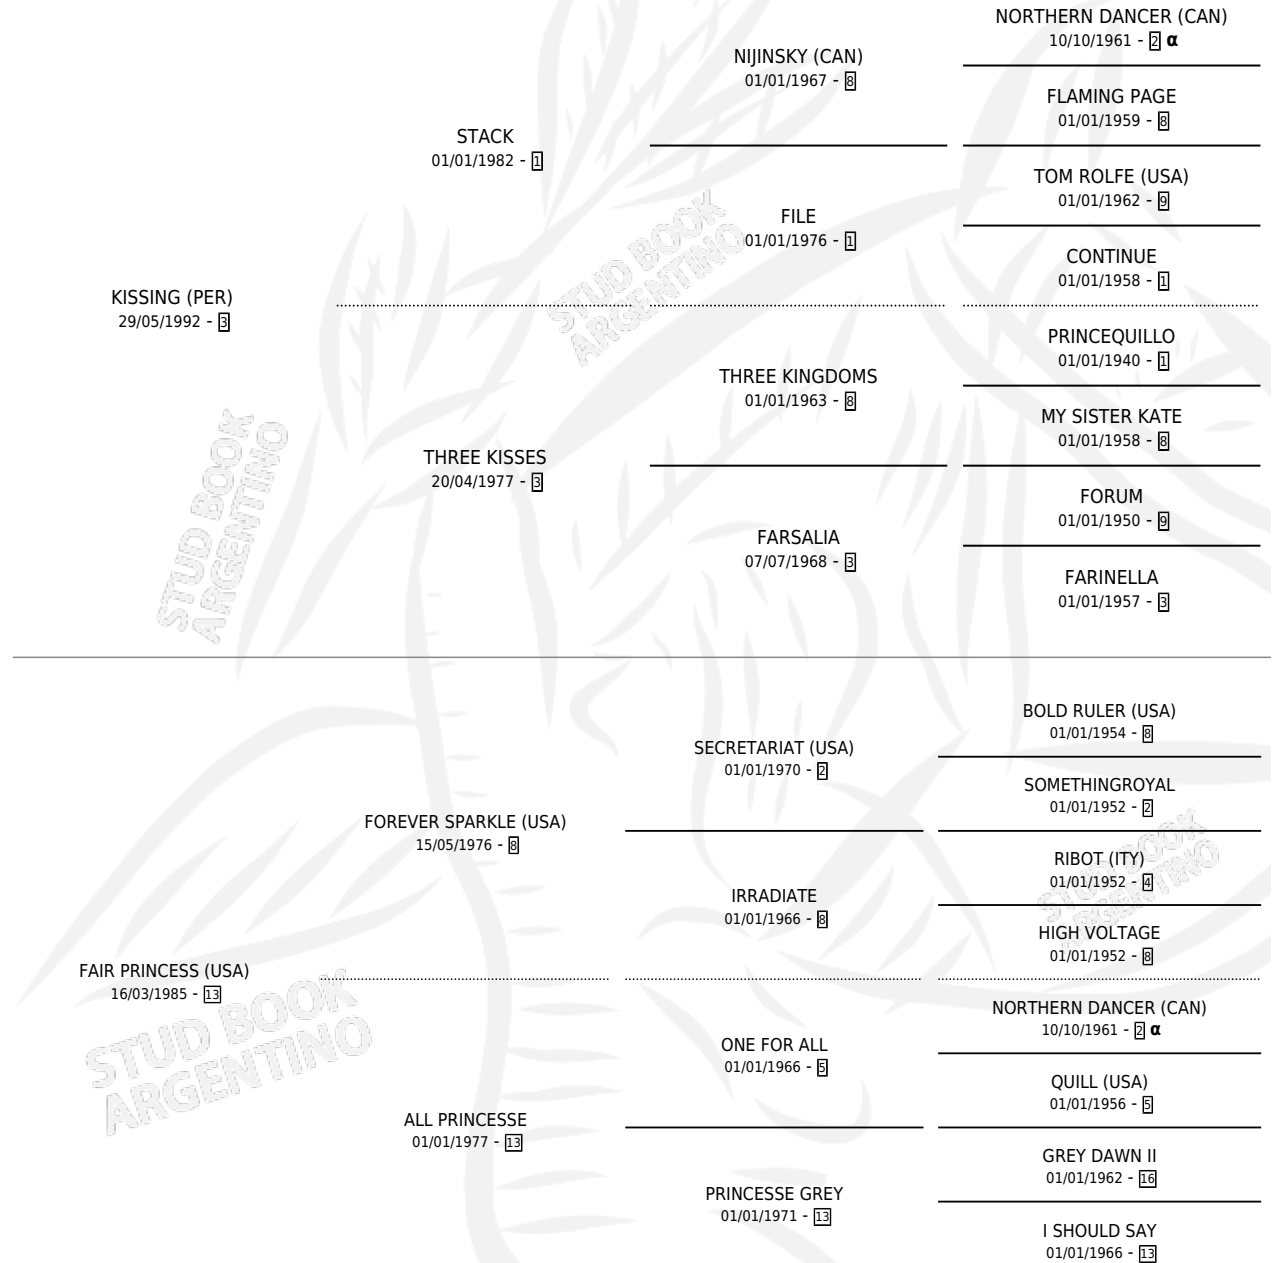 NORTHERN DANCER (CAN)
10/10/1961 - 2 α
NIJINSKY (CAN)
01/01/1967 - 8
FLAMING PAGE
01/01/1959 - 8
STACK
01/01/1982 - 1
TOM ROLFE (USA)
01/01/1962 - 9
FILE
01/01/1976 - 1
CONTINUE
01/01/1958 - 1
KISSING (PER)
29/05/1992 - 3
PRINCEQUILLO
01/01/1940 - 1
THREE KINGDOMS
01/01/1963 - 8
MY SISTER KATE
01/01/1958 - 8
THREE KISSES
20/04/1977 - 3
FORUM
01/01/1950 - 9
FARSALIA
07/07/1968 - 3
FARINELLA
01/01/1957 - 3
STUD BOOK
ARGENTINO
STUD BOOK
ARGENTINO
BOLD RULER (USA)
01/01/1954 - 8
SECRETARIAT (USA)
01/01/1970 - 2
SOMETHINGROYAL
01/01/1952 - 2
FOREVER SPARKLE (USA)
15/05/1976 - 8
RIBOT (ITY)
01/01/1952 - 4
IRRADIATE
01/01/1966 - 8
HIGH VOLTAGE
01/01/1952 - 8
STUD BOOK
ARGENTINO
FAIR PRINCESS (USA)
16/03/1985 - 13
NORTHERN DANCER (CAN)
10/10/1961 - 2 α
ONE FOR ALL
01/01/1966 - 5
QUILL (USA)
01/01/1956 - 5
STUD BOOK
ARGENTINO
ALL PRINCESSE
01/01/1977 - 13
GREY DAWN II
01/01/1962 - 16
PRINCESSE GREY
01/01/1971 - 13
I SHOULD SAY
01/01/1966 - 13